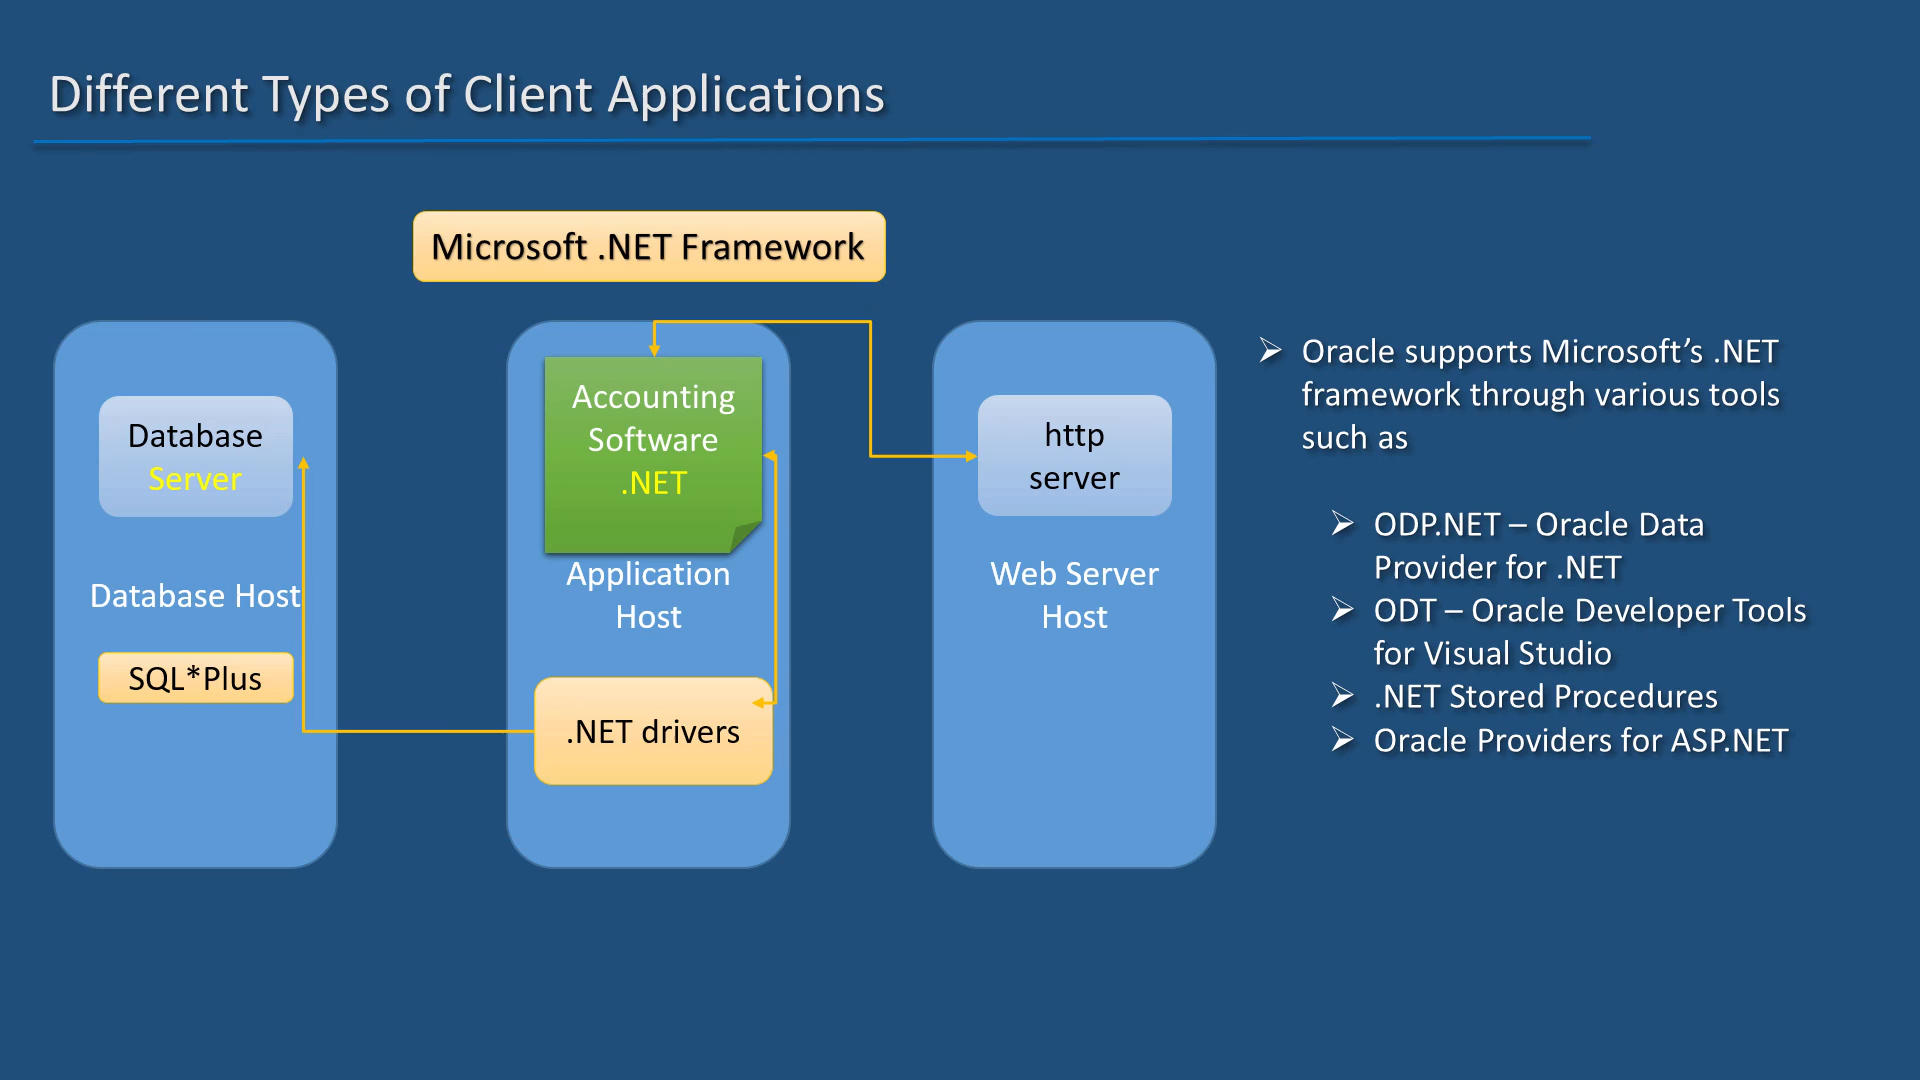 Different Types of Client Applications
Microsoft .NET Framework
Database
Server
Database Host
SQL*Plus
Accounting
Software
.NET
Application
Host
.NET drivers
http
server
Web Server
Host
Oracle supports Microsoft’s .NET
framework through various tools
such as
ODP.NET – Oracle Data
Provider for .NET
ODT – Oracle Developer Tools
for Visual Studio
.NET Stored Procedures
Oracle Providers for ASP.NET